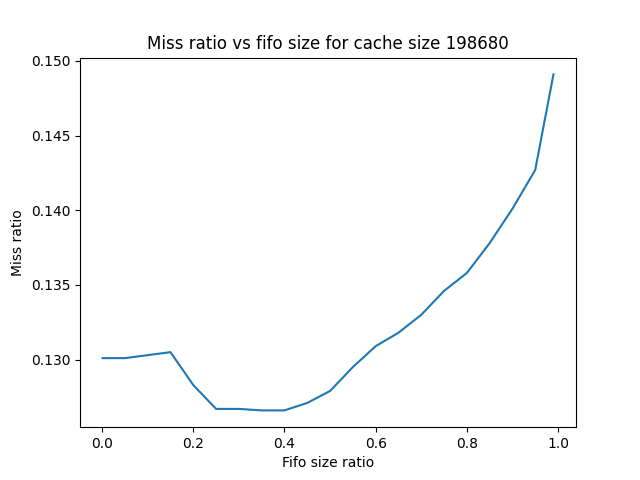 Miss ratio vs fifo size for cache size 198680
0.150
0.145
0.140
0.135
0.130
Miss ratio
0.0 0.2 0.4 0.6 0.8 1.0
Fifo size ratio